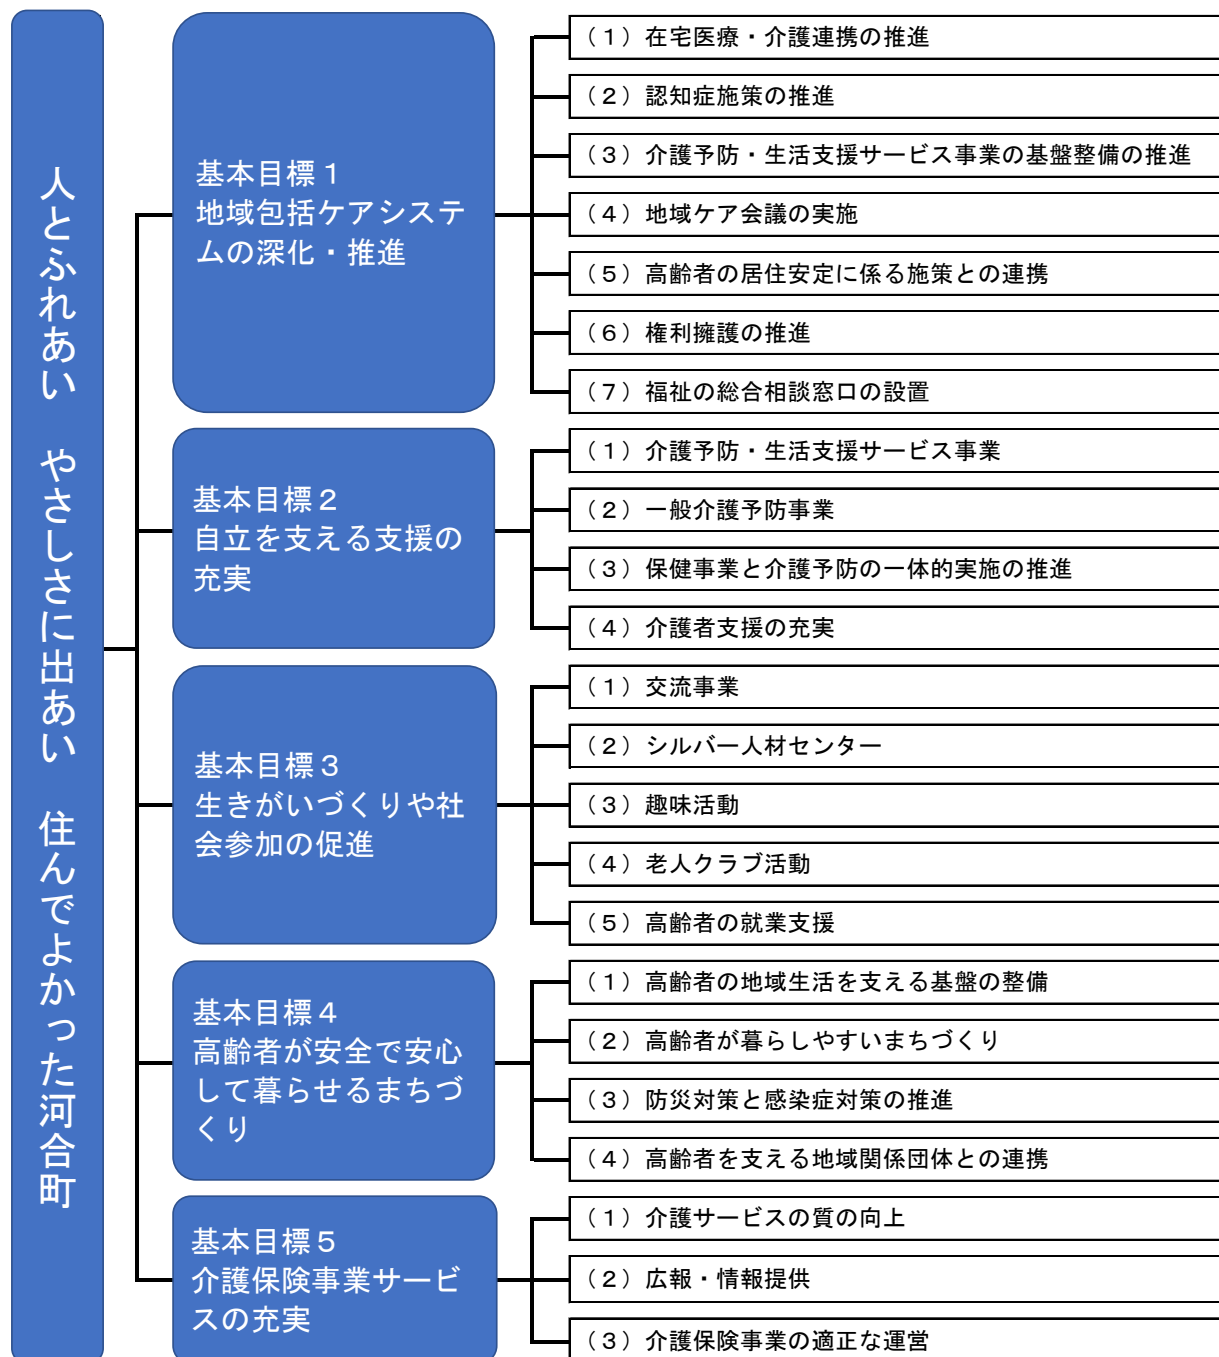 人とふれあい　やさしさに出あい　住んでよかった河合町
基本目標１
地域包括ケアシステ
ムの深化・推進
（１）在宅医療・介護連携の推進
（２）認知症施策の推進
（３）介護予防・生活支援サービス事業の基盤整備の推進
（４）地域ケア会議の実施
（５）高齢者の居住安定に係る施策との連携
（６）権利擁護の推進
（７）福祉の総合相談窓口の設置
基本目標２
自立を支える支援の
充実
（１）介護予防・生活支援サービス事業
（２）一般介護予防事業
（３）保健事業と介護予防の一体的実施の推進
（４）介護者支援の充実
基本目標３
生きがいづくりや社
会参加の促進
（１）交流事業
（２）シルバー人材センター
（３）趣味活動
（４）老人クラブ活動
（５）高齢者の就業支援
基本目標４
高齢者が安全で安心
して暮らせるまちづ
くり
（１）高齢者の地域生活を支える基盤の整備
（２）高齢者が暮らしやすいまちづくり
（３）防災対策と感染症対策の推進
（４）高齢者を支える地域関係団体との連携
基本目標５
介護保険事業サービ
スの充実
（１）介護サービスの質の向上
（２）広報・情報提供
（３）介護保険事業の適正な運営